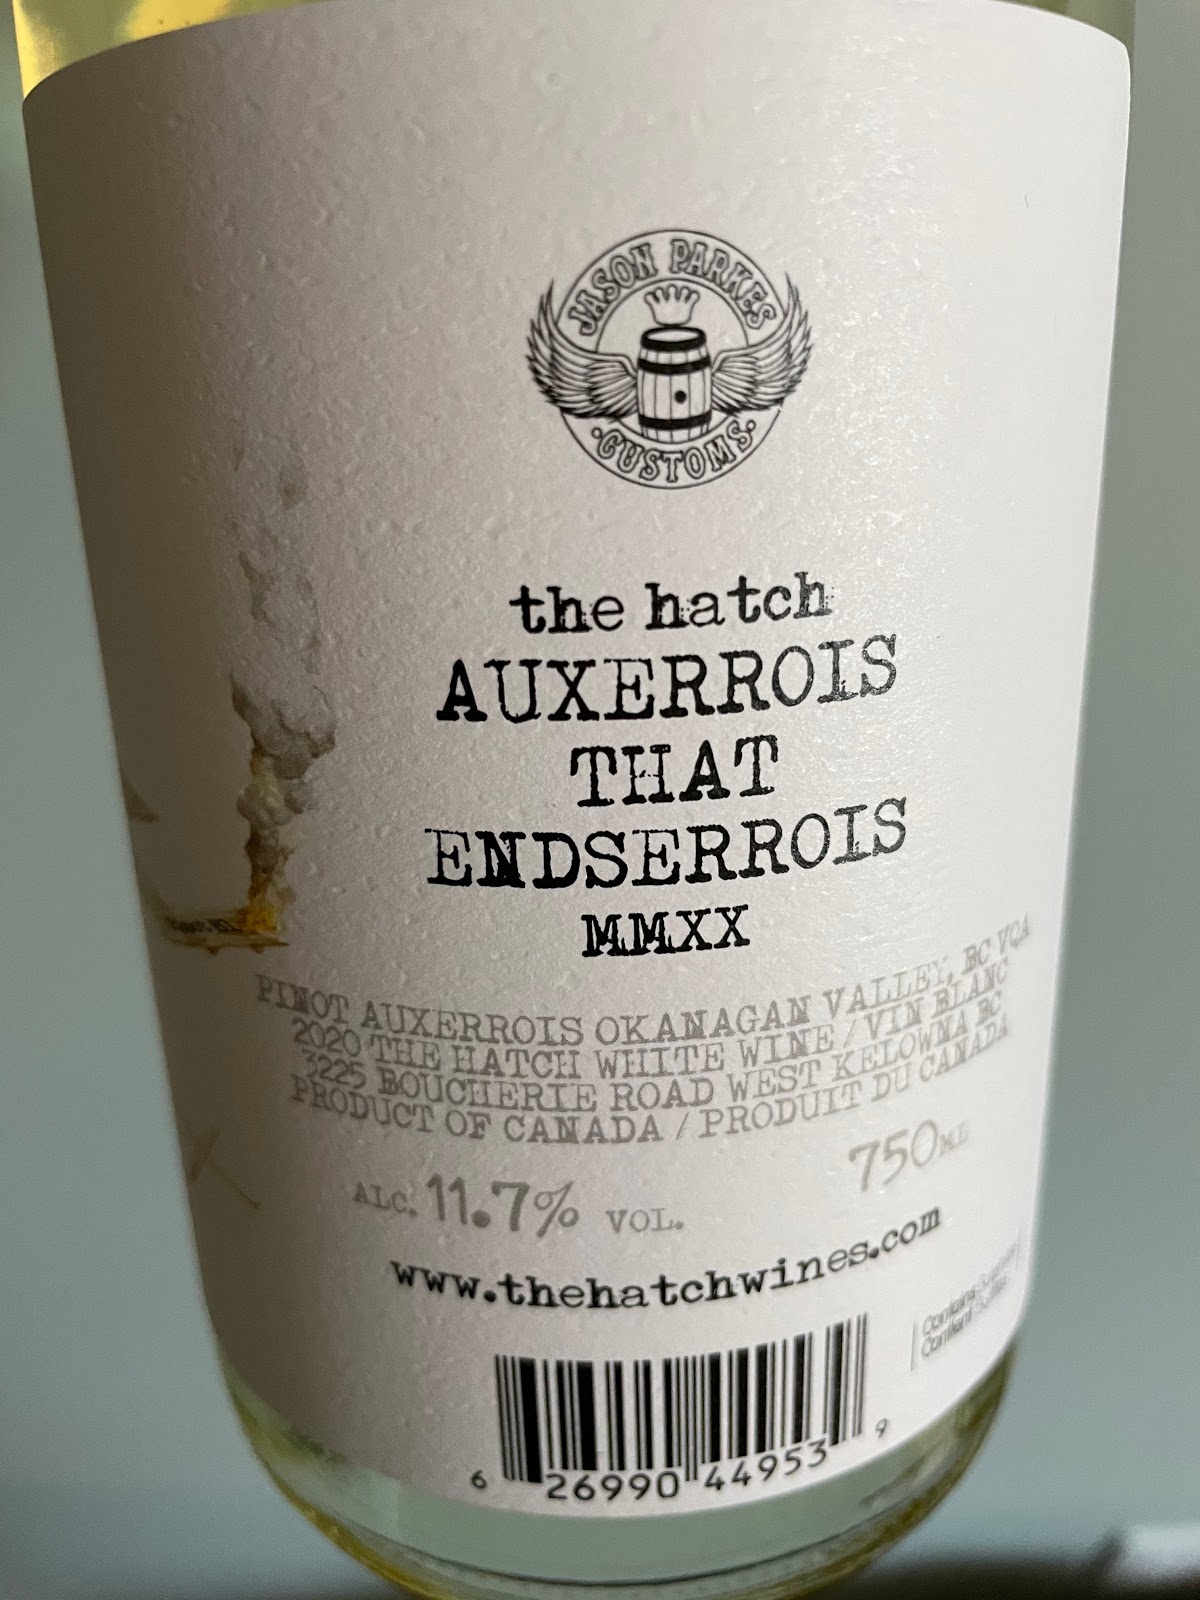 JASON PARKES
CUSTOMS
the hatch
AUXERROIS
THAT
ENDSERROIS
MMXX
PINOT AUXERROIS OKANAGAN VALLEY, BC VQA
2020 THE HATCH WHITE WINE / VIN BLANC
3225 BOUCHERIE ROAD WEST KELOWNA BC
PRODUCT OF CANADA / PRODUIT DU CANADA
ALC. 11.7% VOL. 750ML
www.thehatchwines.com
Contains
Contient
6 26990 44953 9